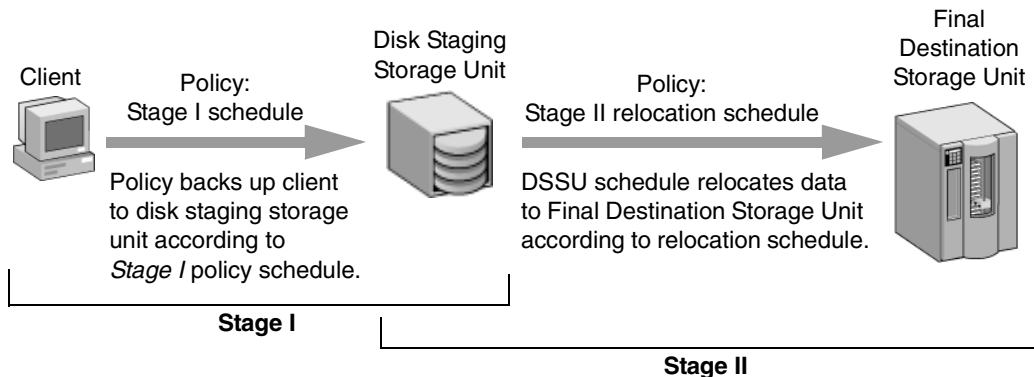 Client
Policy:
Stage I schedule
Policy backs up client
to disk staging storage
unit according to
Stage I policy schedule.
Disk Staging
Storage Unit
Policy:
Stage II relocation schedule
DSSU schedule relocates data
to Final Destination Storage Unit
according to relocation schedule.
Final
Destination
Storage Unit
Stage I
Stage II